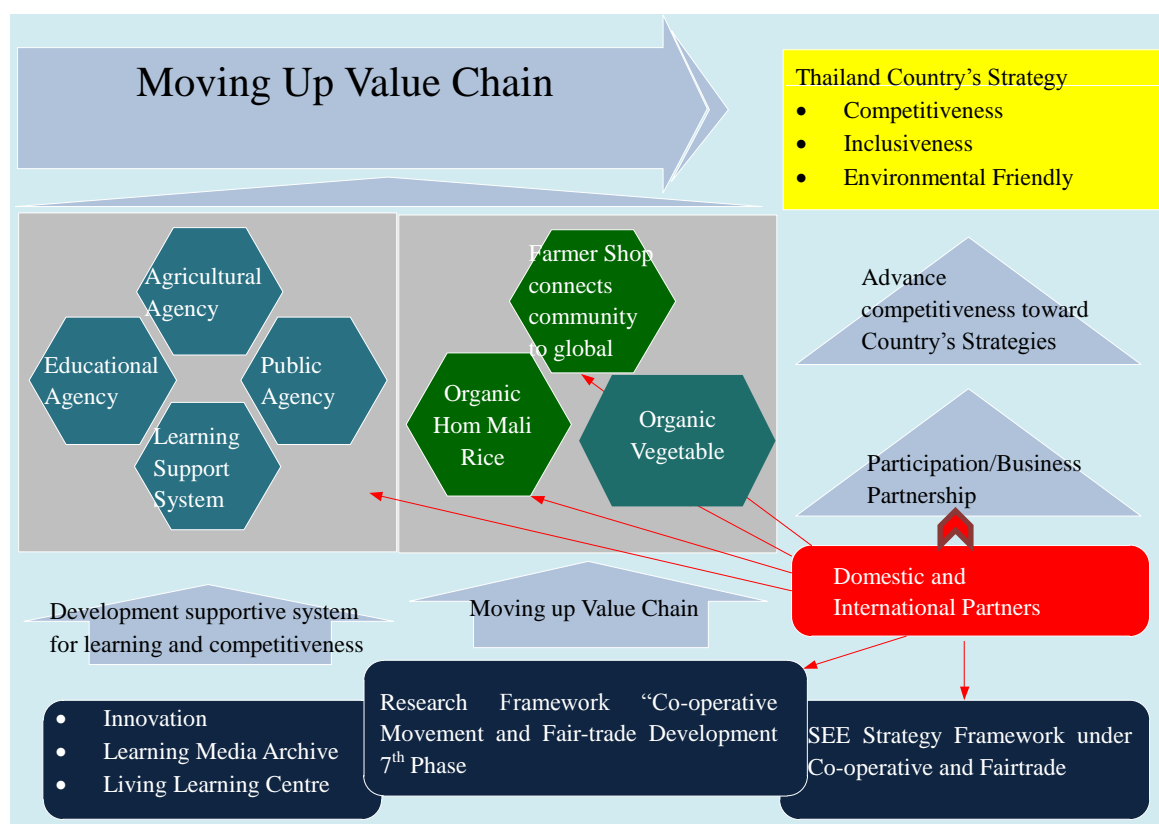 Moving Up Value Chain
Thailand Country’s Strategy
• Competitiveness
• Inclusiveness
• Environmental Friendly
Agricultural
Agency
Educational
Agency
Public
Agency
Learning
Support
System
Farmer Shop
connects
community
to global
Organic
Hom Mali
Rice
Organic
Vegetable
Advance
competitiveness toward
Country’s Strategies
Participation/Business
Partnership
Domestic and
International Partners
Development supportive system
for learning and competitiveness
Moving up Value Chain
• Innovation
• Learning Media Archive
• Living Learning Centre
Research Framework “Co-operative
Movement and Fair-trade Development
7th Phase
SEE Strategy Framework under
Co-operative and Fairtrade